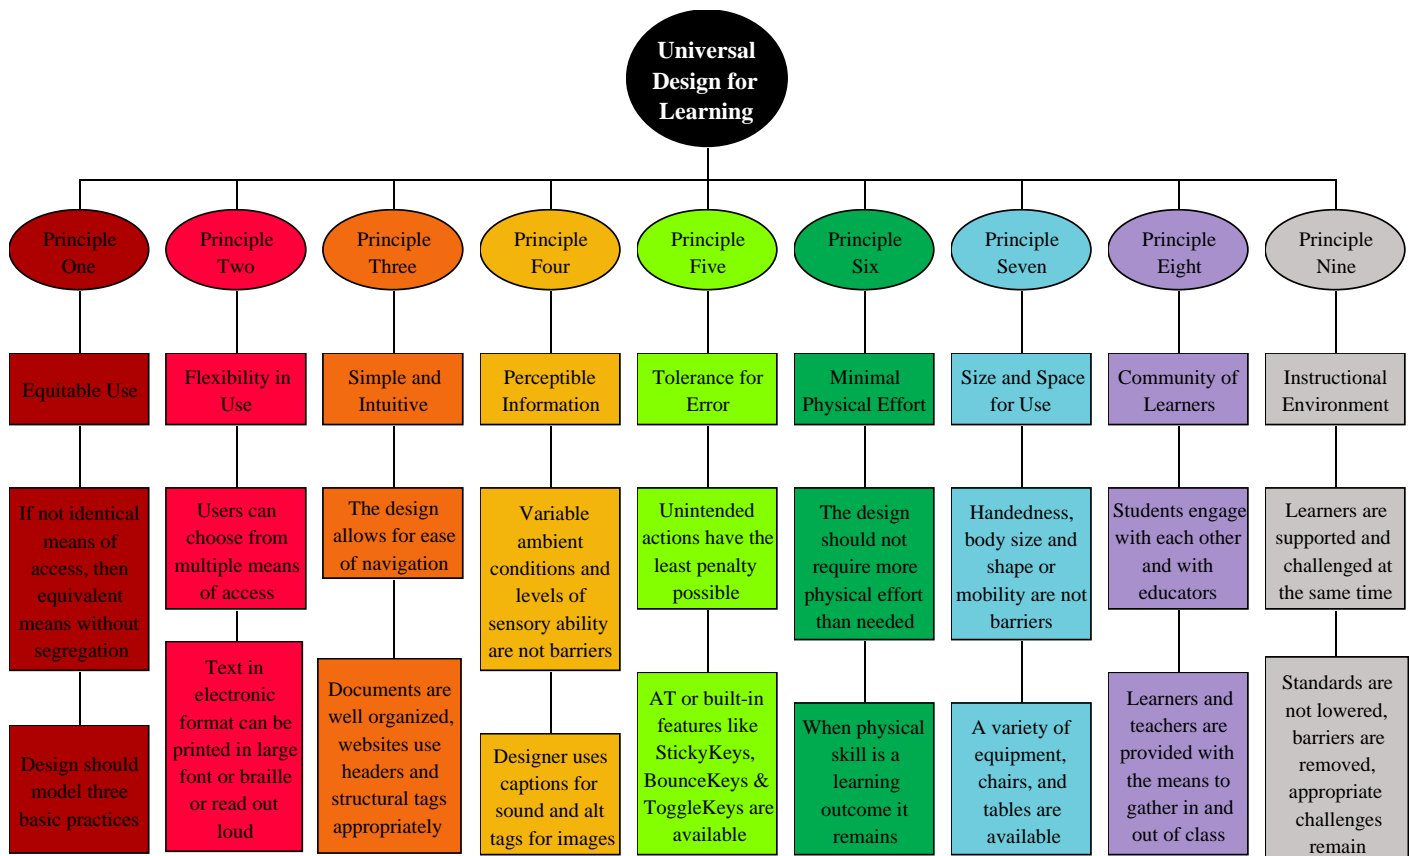 Universal
Design for
Learning
Principle
One
Principle
Two
Principle
Three
Principle
Four
Principle
Five
Principle
Six
Principle
Seven
Principle
Eight
Principle
Nine
Equitable Use
Flexibility in
Use
Simple and
Intuitive
Perceptible
Information
Tolerance for
Error
Minimal
Physical Effort
Size and Space
for Use
Community of
Learners
Instructional
Environment
If not identical
means of
access, then
equivalent
means without
segregation
Users can
choose from
multiple means
of access
The design
allows for ease
of navigation
Variable
ambient
conditions and
levels of
sensory ability
are not barriers
Unintended
actions have the
least penalty
possible
The design
should not
require more
physical effort
than needed
Handedness,
body size and
shape or
mobility are not
barriers
Students engage
with each other
and with
educators
Learners are
supported and
challenged at
the same time
Design should
model three
basic practices
Text in
electronic
format can be
printed in large
font or braille
or read out
loud
Documents are
well organized,
websites use
headers and
structural tags
appropriately
Designer uses
captions for
sound and alt
tags for images
AT or built-in
features like
StickyKeys,
BounceKeys &
ToggleKeys are
available
When physical
skill is a
learning
outcome it
remains
A variety of
equipment,
chairs, and
tables are
available
Learners and
teachers are
provided with
the means to
gather in and
out of class
Standards are
not lowered,
barriers are
removed,
appropriate
challenges
remain